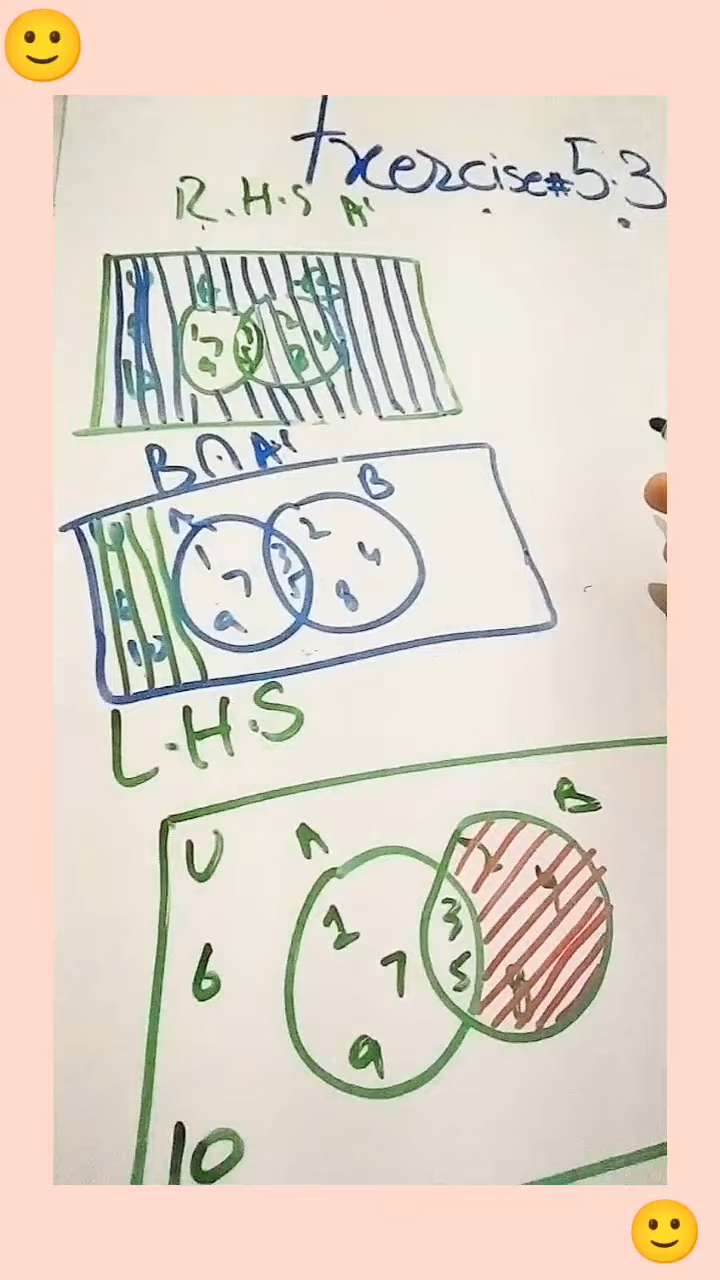 Exercise#5.3
R.H.S A'
B∩A'
A B
1 2
7 3 4
5
9 8
L.H.S
B
U A
2 4
1 3
6 7 5 8
9
10